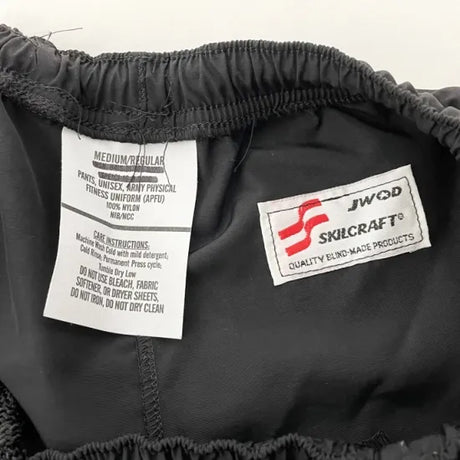 MEDIUM/REGULAR
PANTS, UNISEX, ARMY PHYSICAL
FITNESS UNIFORM (APFU)
100% NYLON
NIB/NCC
CARE INSTRUCTIONS:
Machine Wash Cold with mild detergent,
Cold Rinse; Permanent Press cycle;
Tumble Dry Low
DO NOT USE BLEACH, FABRIC
SOFTENER, OR DRYER SHEETS,
DO NOT IRON, DO NOT DRY CLEAN
JWOD
SKILCRAFT®
QUALITY BLIND-MADE PRODUCTS